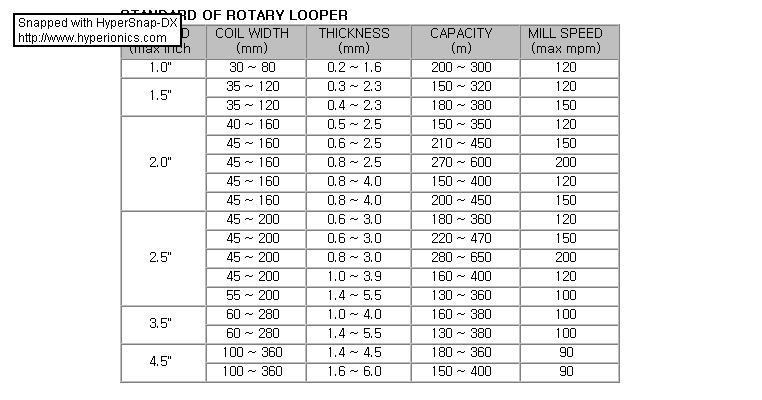 STANDARD OF ROTARY LOOPER
Snapped with HyperSnap-DX
http://www.hyperionics.com
D COIL WIDTH THICKNESS CAPACITY MILL SPEED
(max inch (mm) (mm) (m) (max mpm)
1.0" 30 ~ 80 0.2 ~ 1.6 200 ~ 300 120
1.5" 35 ~ 120 0.3 ~ 2.3 150 ~ 320 120
35 ~ 120 0.4 ~ 2.3 180 ~ 380 150
2.0" 40 ~ 160 0.5 ~ 2.5 150 ~ 350 120
45 ~ 160 0.6 ~ 2.5 210 ~ 450 150
45 ~ 160 0.8 ~ 2.5 270 ~ 600 200
45 ~ 160 0.8 ~ 4.0 150 ~ 400 120
45 ~ 160 0.8 ~ 4.0 200 ~ 450 150
2.5" 45 ~ 200 0.6 ~ 3.0 180 ~ 360 120
45 ~ 200 0.6 ~ 3.0 220 ~ 470 150
45 ~ 200 0.8 ~ 3.0 280 ~ 650 200
45 ~ 200 1.0 ~ 3.9 160 ~ 400 120
55 ~ 200 1.4 ~ 5.5 130 ~ 360 100
3.5" 60 ~ 280 1.0 ~ 4.0 160 ~ 380 100
60 ~ 280 1.4 ~ 5.5 130 ~ 380 100
4.5" 100 ~ 360 1.4 ~ 4.5 180 ~ 360 90
100 ~ 360 1.6 ~ 6.0 150 ~ 400 90